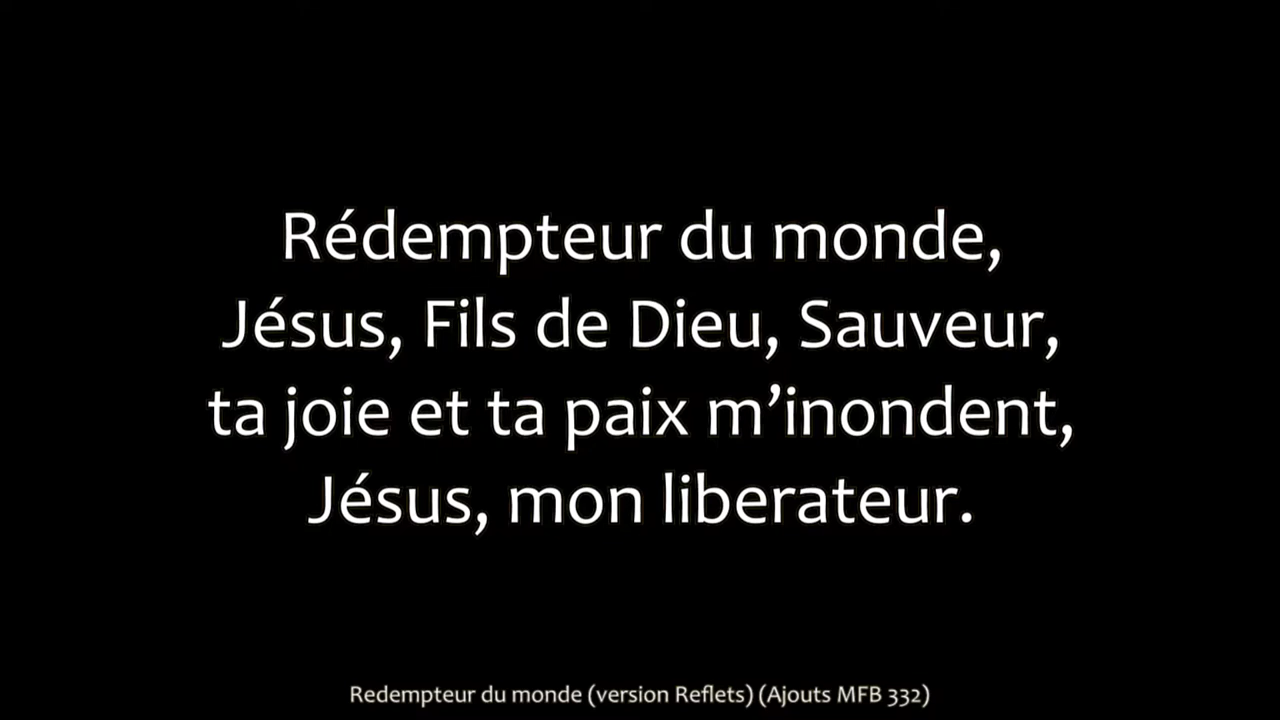 Rédempteur du monde,
Jésus, Fils de Dieu, Sauveur,
ta joie et ta paix m’inondent,
Jésus, mon liberateur.
Redempteur du monde (version Reflets) (Ajouts MFB 332)